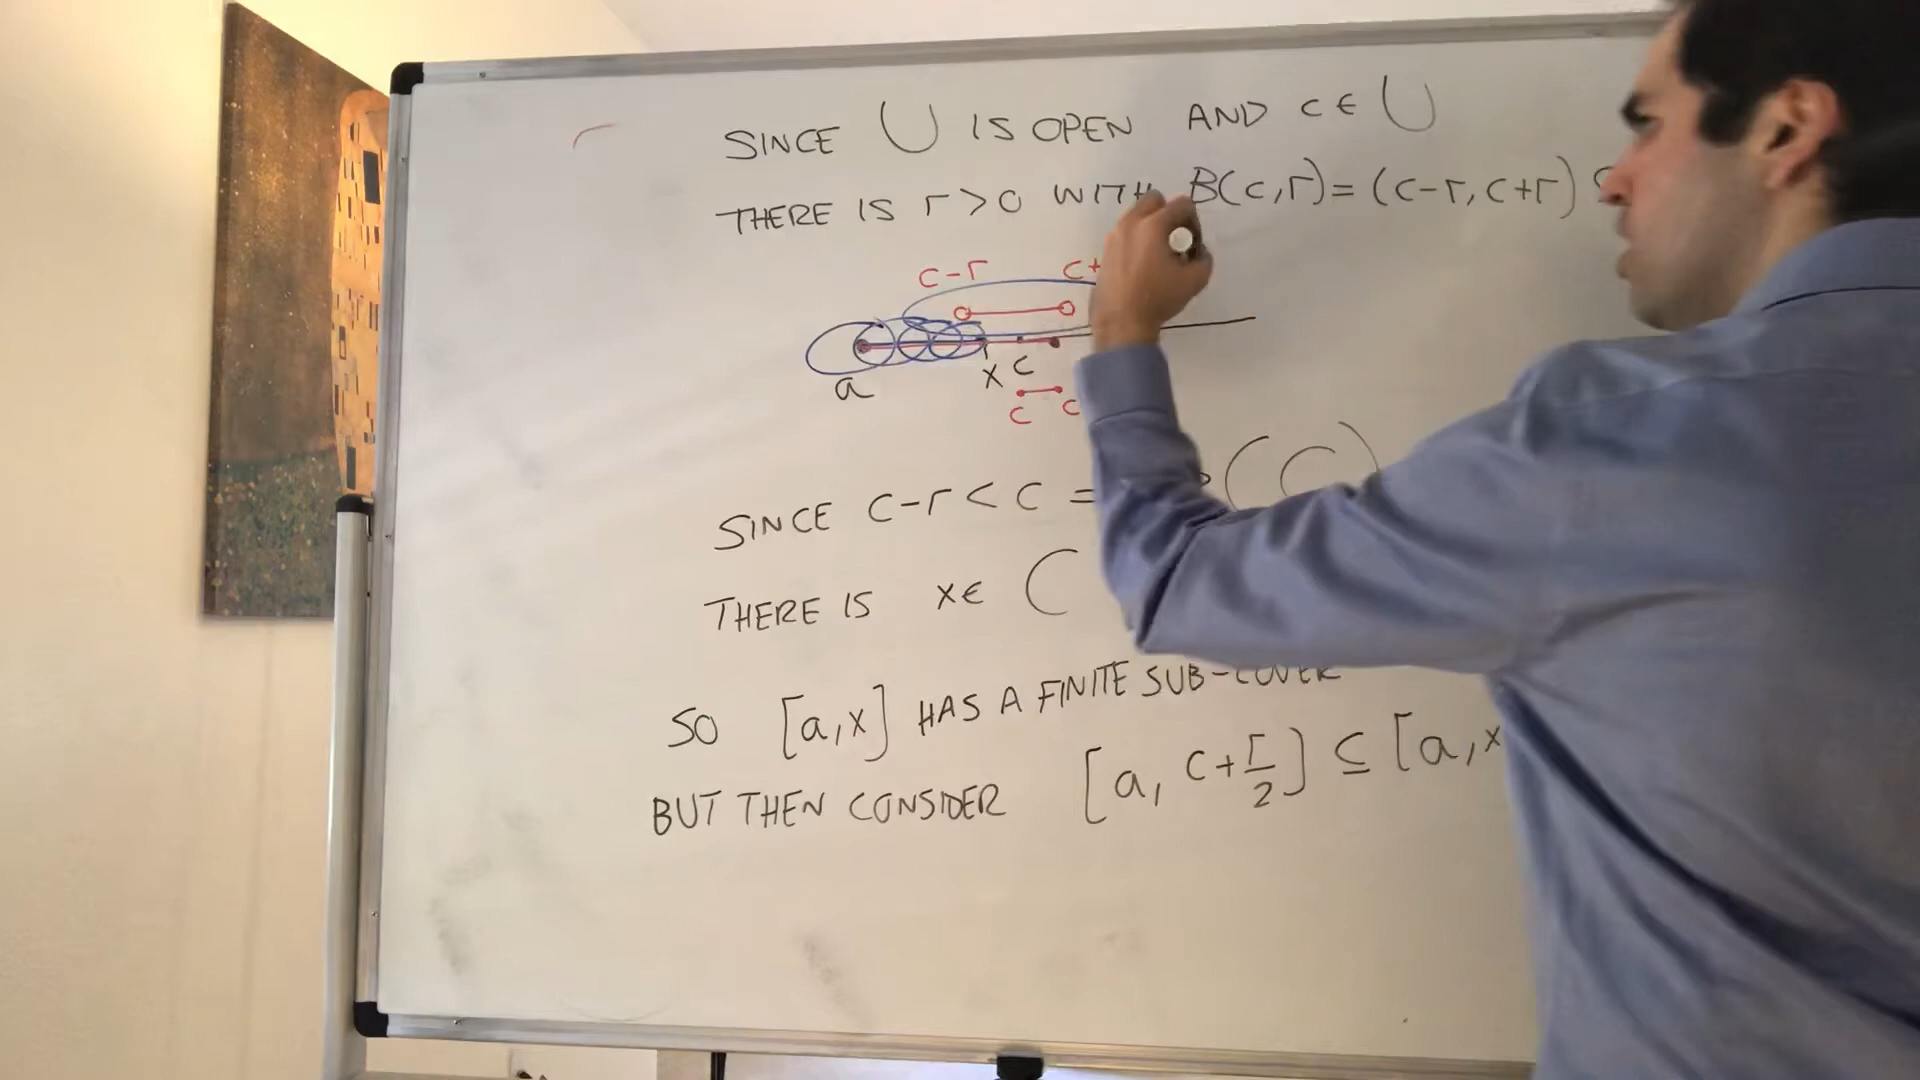 SINCE U IS OPEN AND C ∈ U
THERE IS r > 0 WITH B(c,r) = (c-r, c+r)
c-r c+
a x c
c c
SINCE c-r < c = (C)
THERE IS x ∈ C
SO [a,x] HAS A FINITE SUB-COVER
BUT THEN CONSIDER [a, c+r/2] ⊆ [a,x